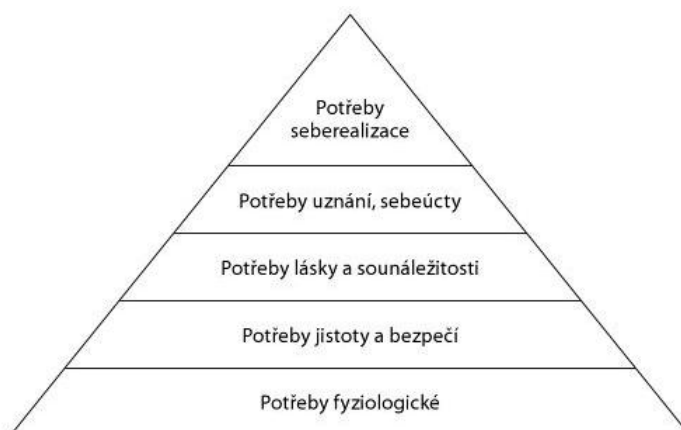 Potřeby
seberealizace
Potřeby uznání, sebeúcty
Potřeby lásky a sounáležitosti
Potřeby jistoty a bezpečí
Potřeby fyziologické